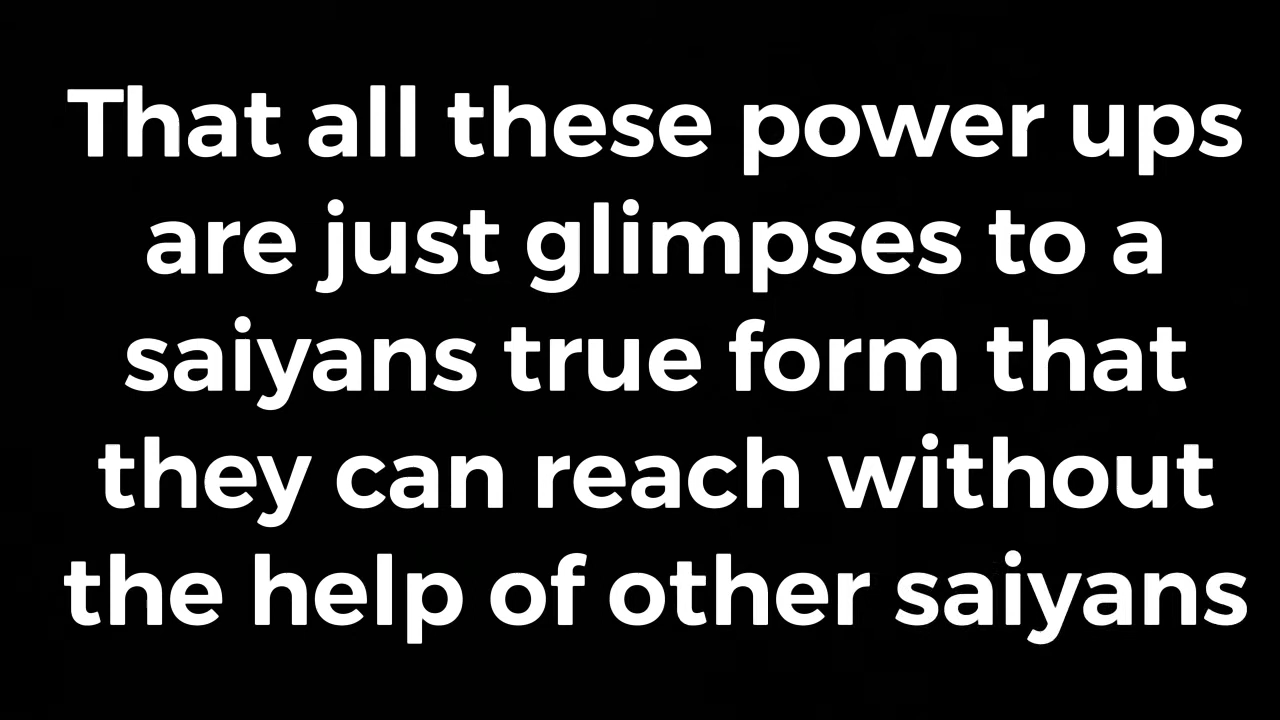 That all these power ups
are just glimpses to a
saiyans true form that
they can reach without
the help of other saiyans